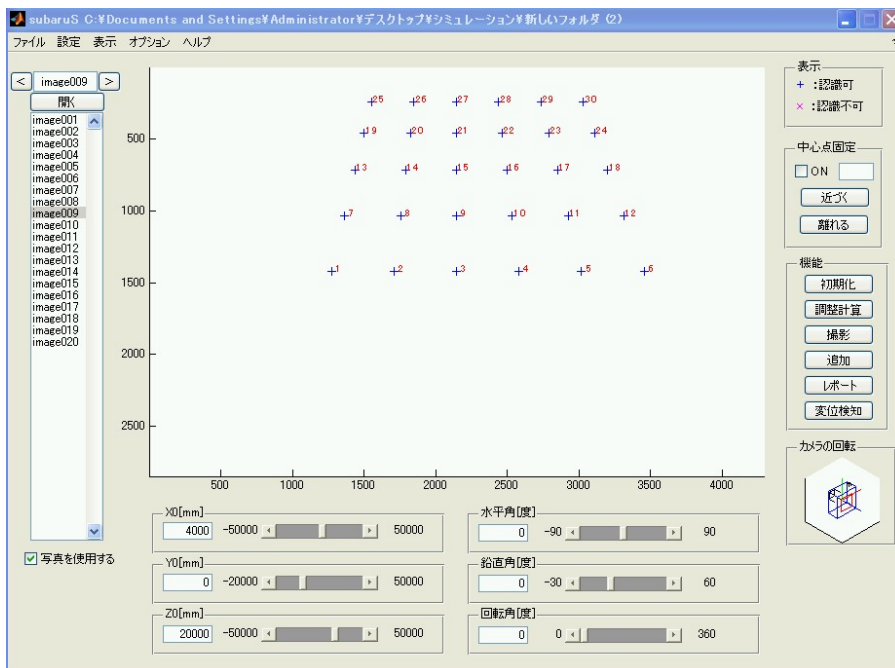 subaruS C:¥Documents and Settings¥Administrator¥デスクトップ¥シミュレーション¥新しいフォルダ (2)
ファイル 設定 表示 オプション ヘルプ
< image009 >
開く
image001
image002
image003
image004
image005
image006
image007
image008
image009
image010
image011
image012
image013
image014
image015
image016
image017
image018
image019
image020
写真を使用する
25 26 27 28 29 30
19 20 21 22 23 24
13 14 15 16 17 18
7 8 9 10 11 12
1 2 3 4 5 6
500
1000
1500
2000
2500
500 1000 1500 2000 2500 3000 3500 4000
X0[mm]
4000 -50000 50000
Y0[mm]
0 -20000 50000
Z0[mm]
20000 -50000 50000
水平角[度]
0 -90 90
鉛直角[度]
0 -30 60
回転角[度]
0 0 360
表示
+ :認識可
× :認識不可
中心点固定
ON
近づく
離れる
機能
初期化
調整計算
撮影
追加
レポート
変位検知
カメラの回転